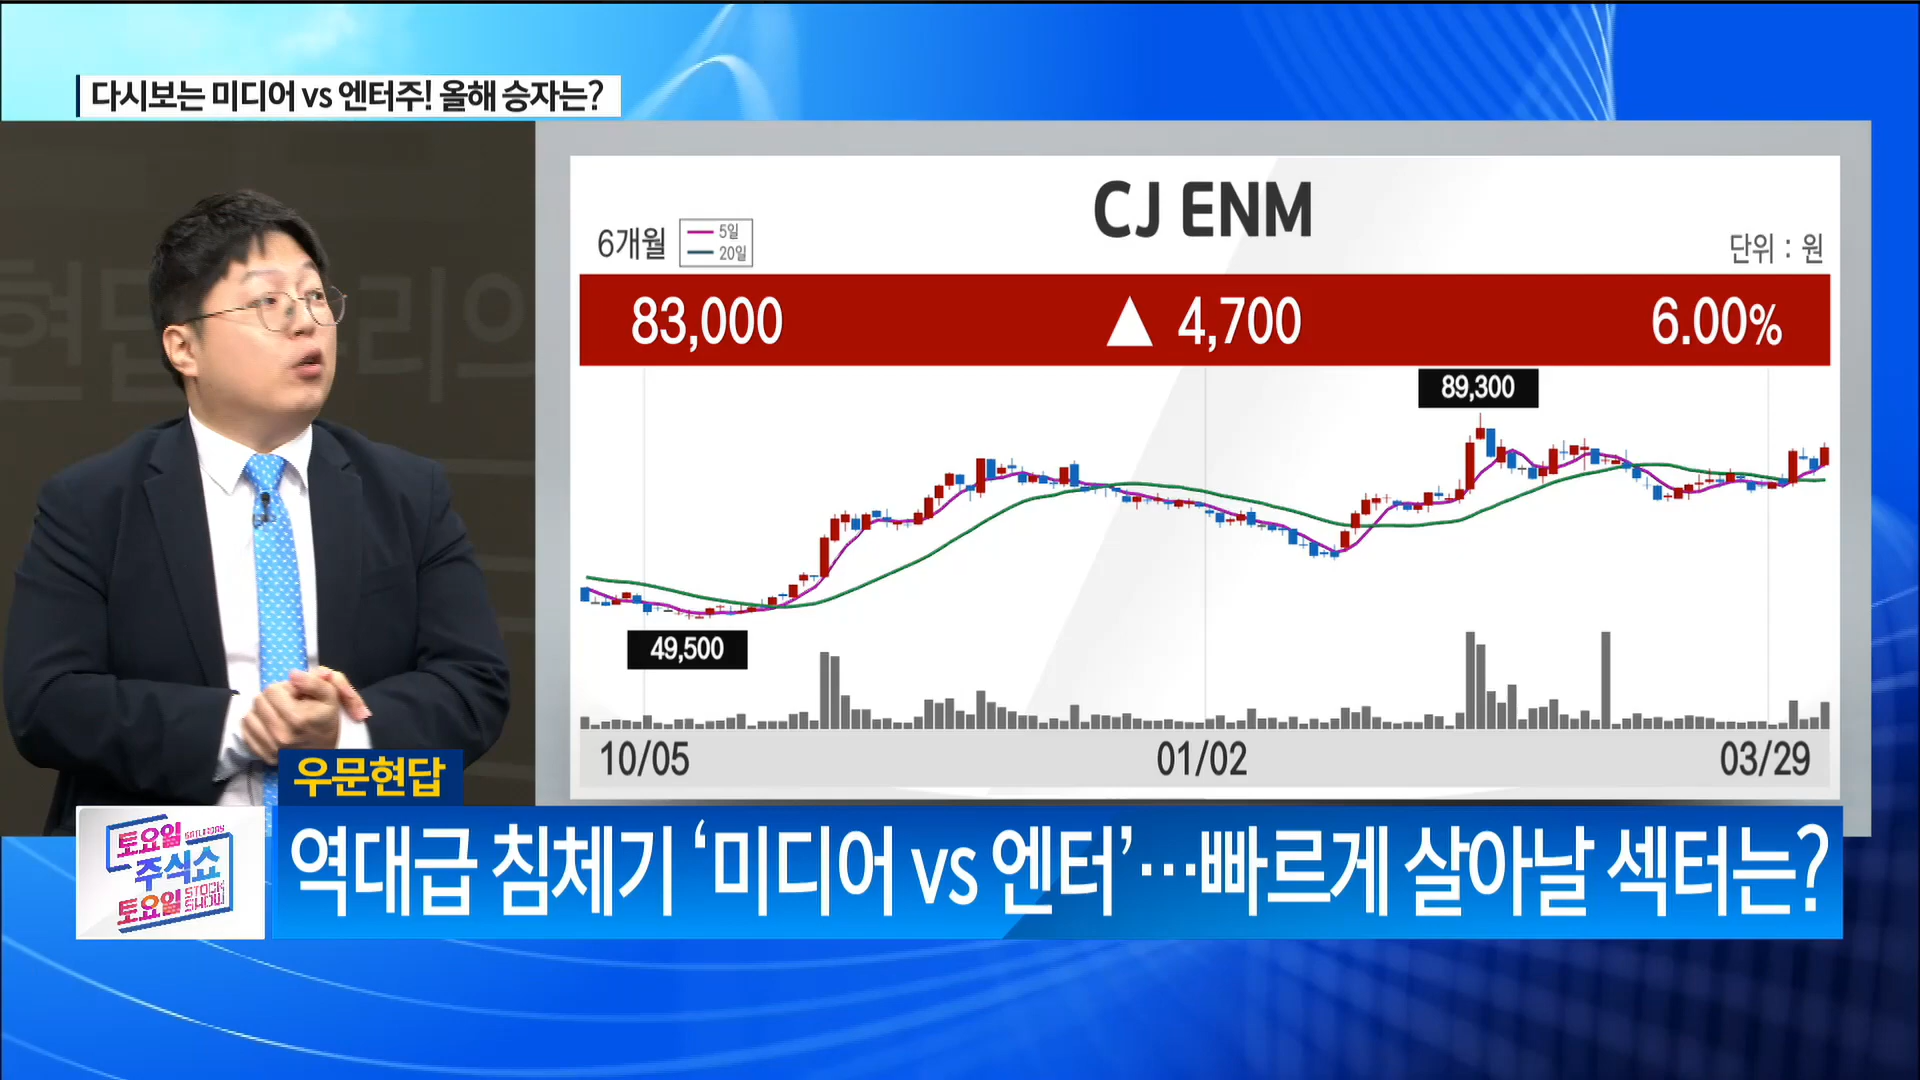 다시보는 미디어 vs 엔터주! 올해 승자는?
CJ ENM
6개월
5일
20일
단위 : 원
83,000 ▲ 4,700 6.00%
89,300
49,500
10/05 01/02 03/29
우문현답
토요일 SATURDAY
주식쇼
토요일 STOCK SHOW
역대급 침체기 ‘미디어 vs 엔터’…빠르게 살아날 섹터는?